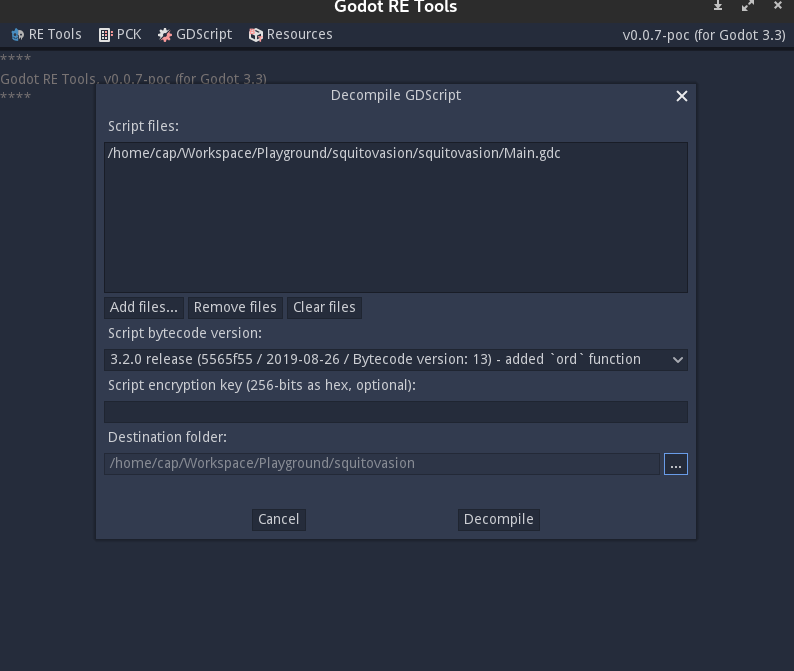 Godot RE Tools
RE Tools PCK GDScript Resources v0.0.7-poc (for Godot 3.3)
****
Godot RE Tools, v0.0.7-poc (for Godot 3.3)
****
Decompile GDScript
Script files:
/home/cap/Workspace/Playground/squitovasion/squitovasion/Main.gdc
Add files... Remove files Clear files
Script bytecode version:
3.2.0 release (5565f55 / 2019-08-26 / Bytecode version: 13) - added `ord` function
Script encryption key (256-bits as hex, optional):
Destination folder:
/home/cap/Workspace/Playground/squitovasion ...
Cancel Decompile